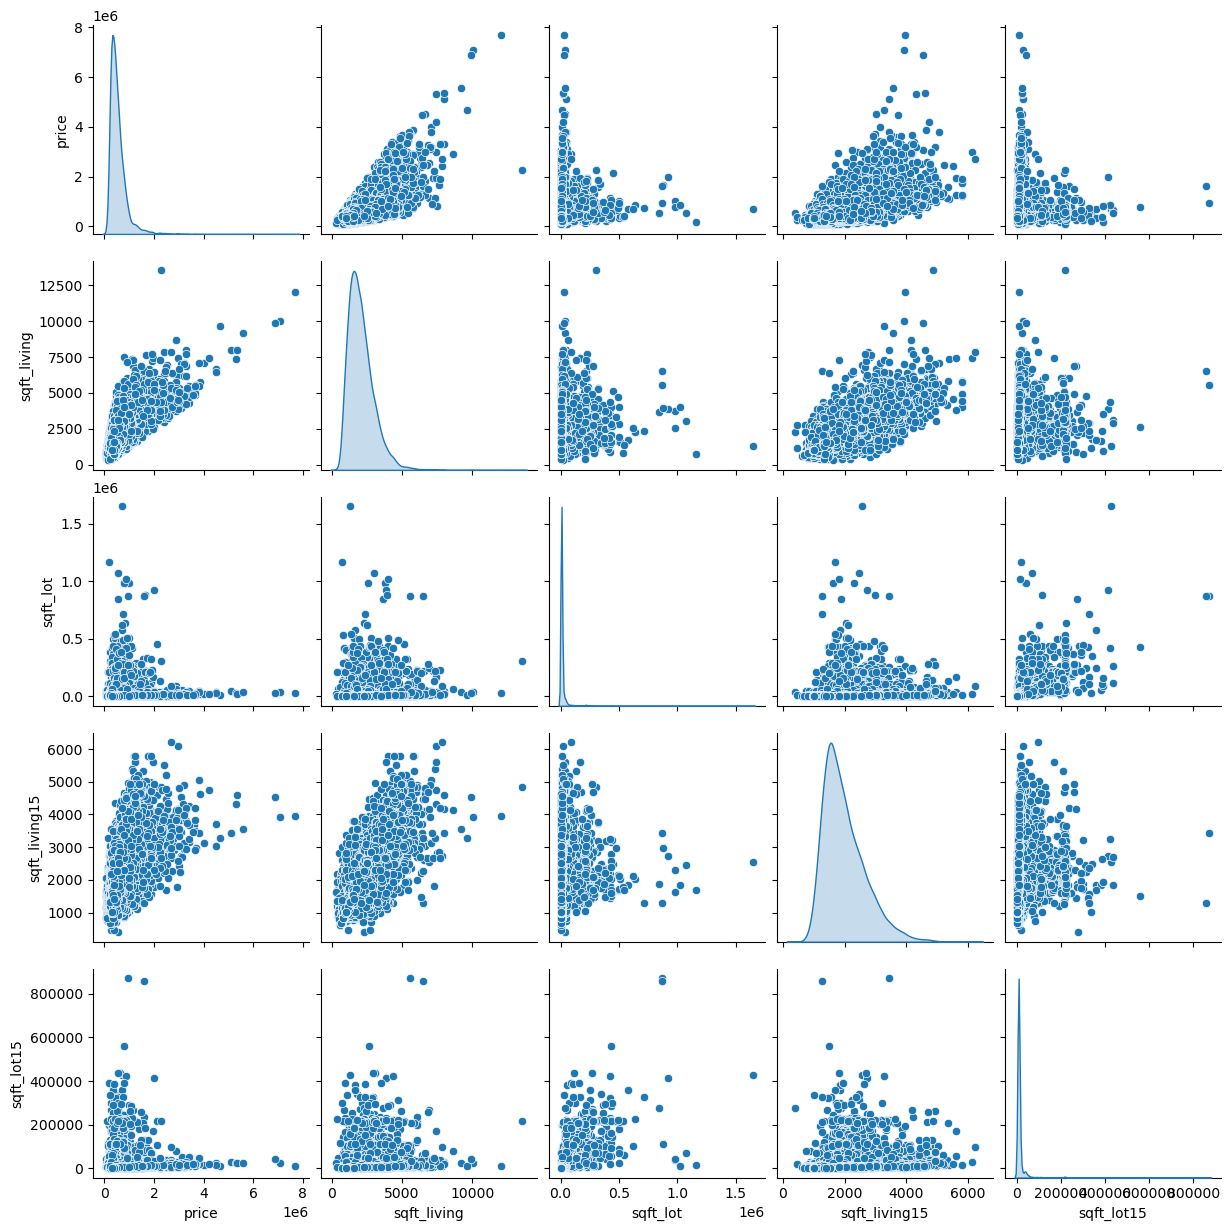 1e6
8
6
4
2
0
price
12500
10000
7500
5000
2500
0
sqft_living
1e6
1.5
1.0
0.5
0.0
sqft_lot
6000
5000
4000
3000
2000
1000
sqft_living15
800000
600000
400000
200000
0
sqft_lot15
0 2 4 6 8
1e6
price
0 5000 10000
sqft_living
0.0 0.5 1.0 1.5
1e6
sqft_lot
0 2000 4000 6000
sqft_living15
0 200000 400000 600000 800000
sqft_lot15